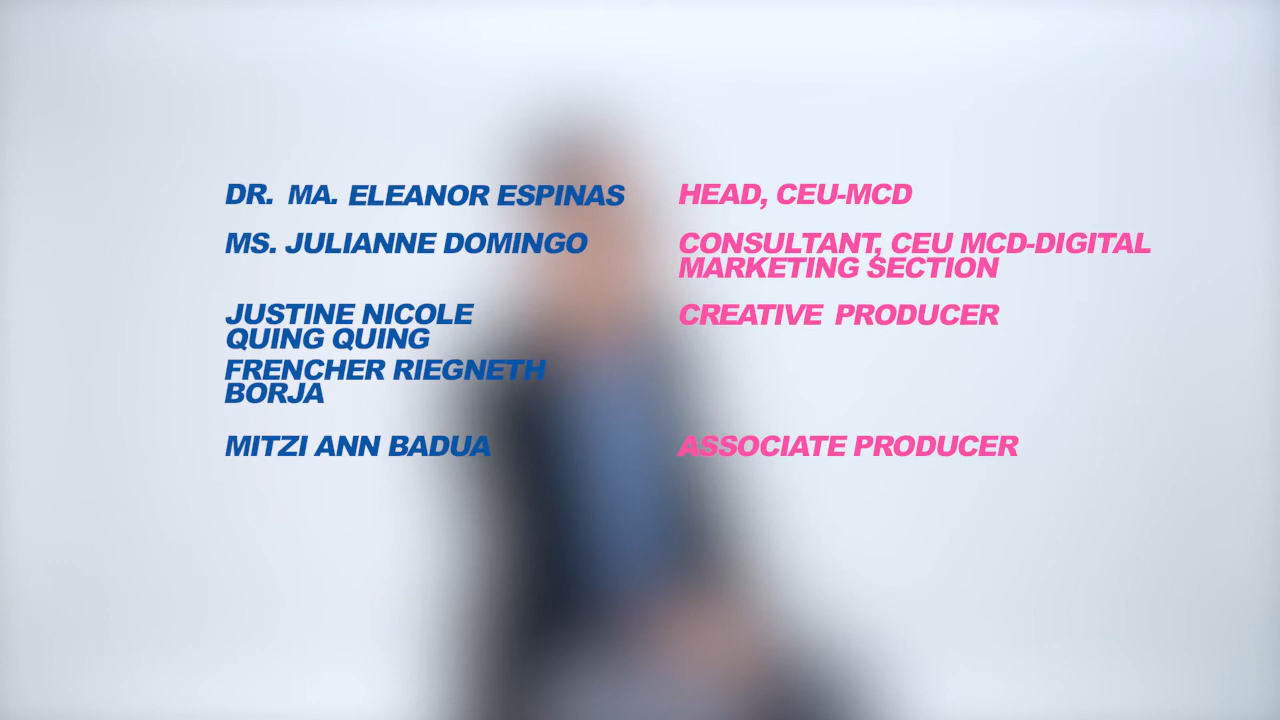 DR. MA. ELEANOR ESPINAS HEAD, CEU-MCD
MS. JULIANNE DOMINGO CONSULTANT, CEU MCD-DIGITAL
MARKETING SECTION
JUSTINE NICOLE CREATIVE PRODUCER
QUING QUING
FRENCHER RIEGNETH
BORJA
MITZI ANN BADUA ASSOCIATE PRODUCER